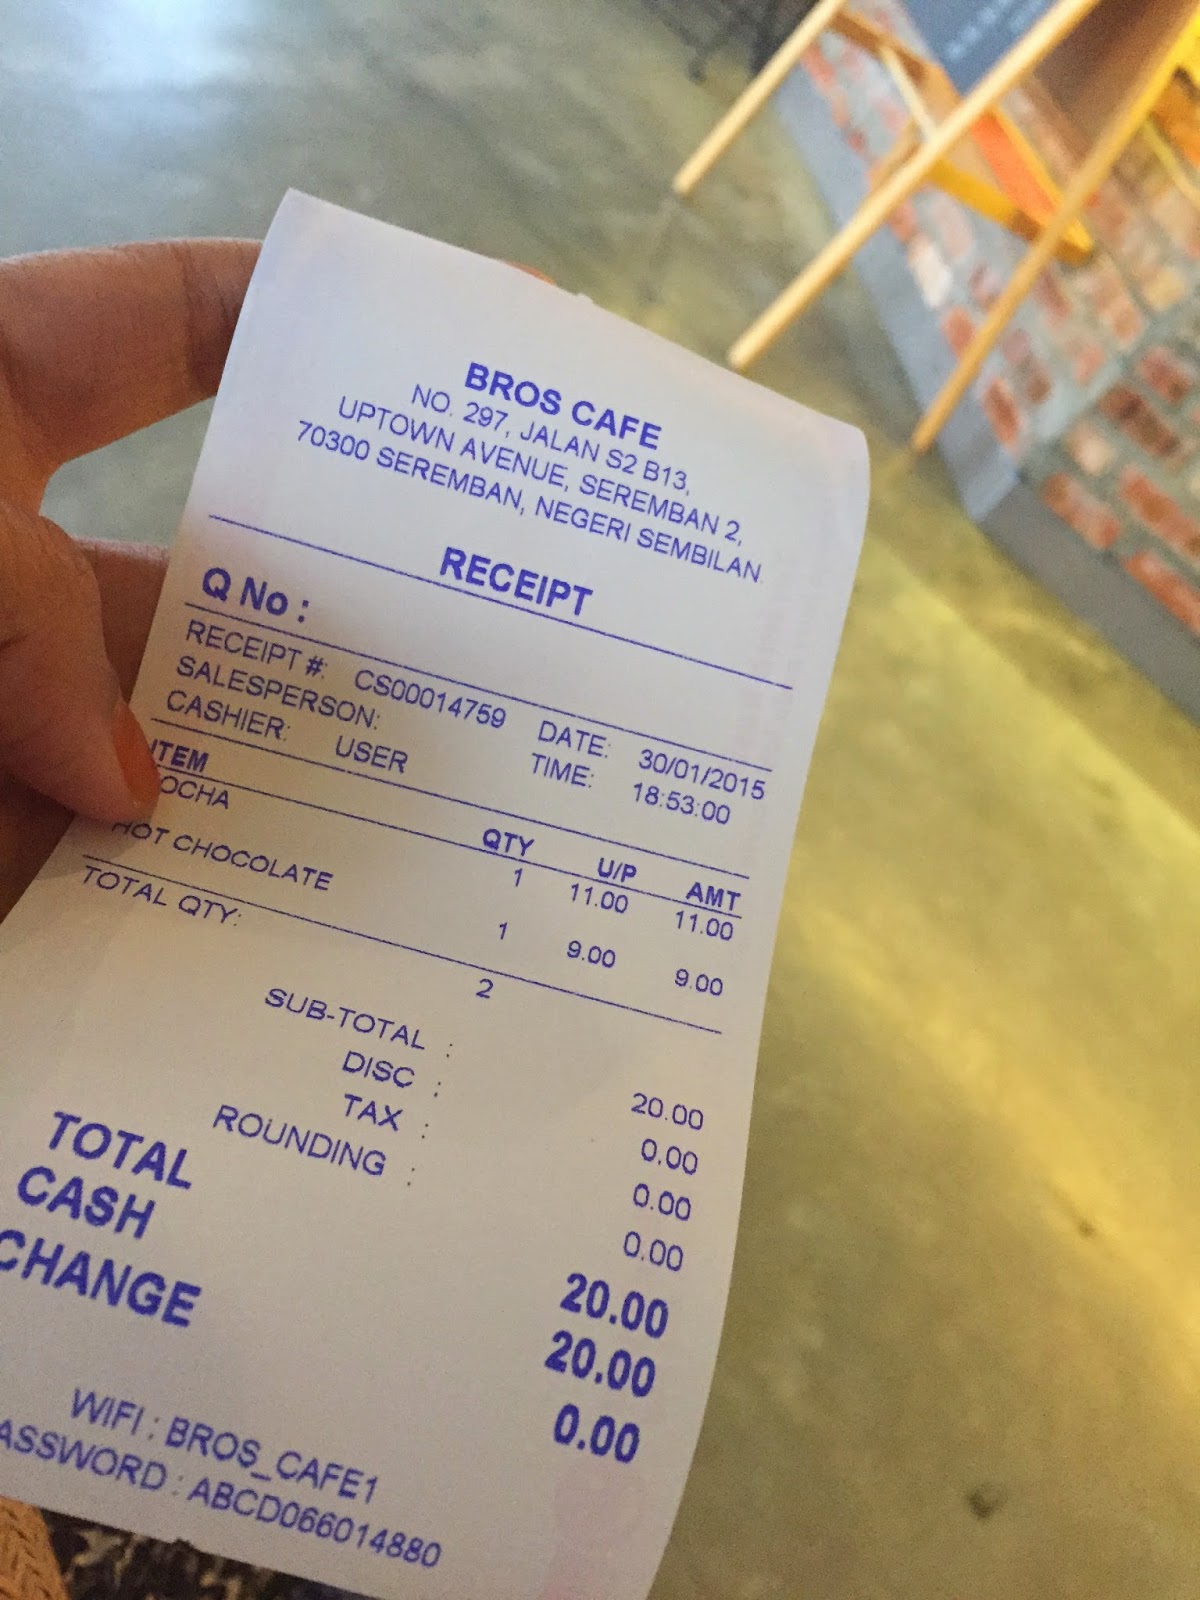 BROS CAFE
NO. 297, JALAN S2 B13,
UPTOWN AVENUE, SEREMBAN 2,
70300 SEREMBAN, NEGERI SEMBILAN
RECEIPT
Q No :
RECEIPT #: CS00014759 DATE: 30/01/2015
SALESPERSON: TIME: 18:53:00
CASHIER: USER
ITEM QTY U/P AMT
OCHA 1 11.00 11.00
HOT CHOCOLATE 1 9.00 9.00
TOTAL QTY: 2
SUB-TOTAL : 20.00
DISC : 0.00
TAX : 0.00
ROUNDING : 0.00
TOTAL 20.00
CASH 20.00
CHANGE 0.00
WIFI : BROS_CAFE1
ASSWORD : ABCD066014880